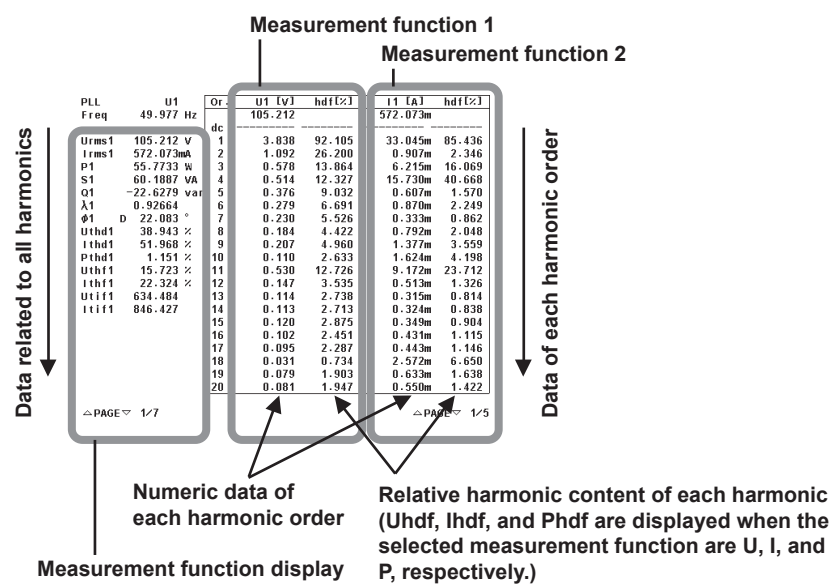 Measurement function 1
Measurement function 2
Data related to all harmonics
PLL U1
Freq 49.977 Hz
Urms1 105.212 V
Irms1 572.073mA
P1 55.7733 W
S1 60.1887 VA
Q1 -22.6279 var
λ1 0.92664
ϕ1 D 22.083 °
Uthd1 38.943 %
Ithd1 51.968 %
Pthd1 1.151 %
Uthf1 15.723 %
Ithf1 22.324 %
Utif1 634.484
Itif1 846.427
△PAGE▽ 1/7
Or. U1 [V] hdf[%] I1 [A] hdf[%]
105.212 572.073m
dc -------- -------- -------- --------
1 3.838 92.105 33.045m 85.436
2 1.092 26.200 0.907m 2.346
3 0.578 13.864 6.215m 16.069
4 0.514 12.327 15.730m 40.668
5 0.376 9.032 0.607m 1.570
6 0.279 6.691 0.870m 2.249
7 0.230 5.526 0.333m 0.862
8 0.184 4.422 0.792m 2.048
9 0.207 4.960 1.377m 3.559
10 0.110 2.633 1.624m 4.198
11 0.530 12.726 9.172m 23.712
12 0.147 3.535 0.513m 1.326
13 0.114 2.738 0.315m 0.814
14 0.113 2.713 0.324m 0.838
15 0.120 2.875 0.349m 0.904
16 0.102 2.451 0.431m 1.115
17 0.095 2.287 0.443m 1.146
18 0.031 0.734 2.572m 6.650
19 0.079 1.903 0.633m 1.638
20 0.081 1.947 0.550m 1.422
△PAGE▽ 1/5
Data of each harmonic order
Numeric data of
each harmonic order
Relative harmonic content of each harmonic
(Uhdf, Ihdf, and Phdf are displayed when the
selected measurement function are U, I, and
P, respectively.)
Measurement function display